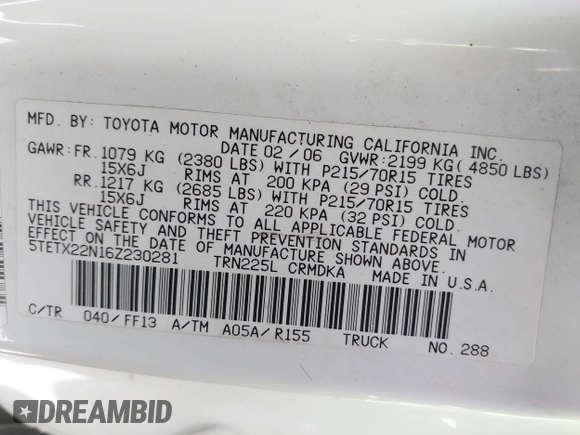 MFD. BY: TOYOTA MOTOR MANUFACTURING CALIFORNIA INC.
DATE 02/06 GVWR: 2199 KG( 4850 LBS)
GAWR: FR. 1079 KG (2380 LBS) WITH P215/70R15 TIRES
15X6J RIMS AT 200 KPA (29 PSI) COLD.
RR. 1217 KG (2685 LBS) WITH P215/70R15 TIRES
15X6J RIMS AT 220 KPA (32 PSI) COLD.
THIS VEHICLE CONFORMS TO ALL APPLICABLE FEDERAL MOTOR
VEHICLE SAFETY AND THEFT PREVENTION STANDARDS IN
EFFECT ON THE DATE OF MANUFACTURE SHOWN ABOVE.
5TETX22N16Z230281 TRN225L CRMDKA MADE IN U.S.A.
C/TR 040/FF13 A/TM A05A/R155 TRUCK NO. 288
DREAMBID